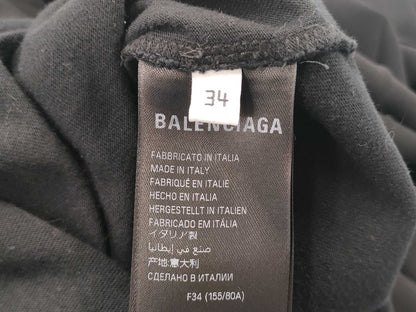 34
BALENCIAGA
FABBRICATO IN ITALIA
MADE IN ITALY
FABRIQUÉ EN ITALIE
HECHO EN ITALIA
HERGESTELLT IN ITALIEN
FABRICADO EM ITÁLIA
イタリア製
صنع في إيطاليا
产地:意大利
СДЕЛАНО В ИТАЛИИ
F34 (155/80A)